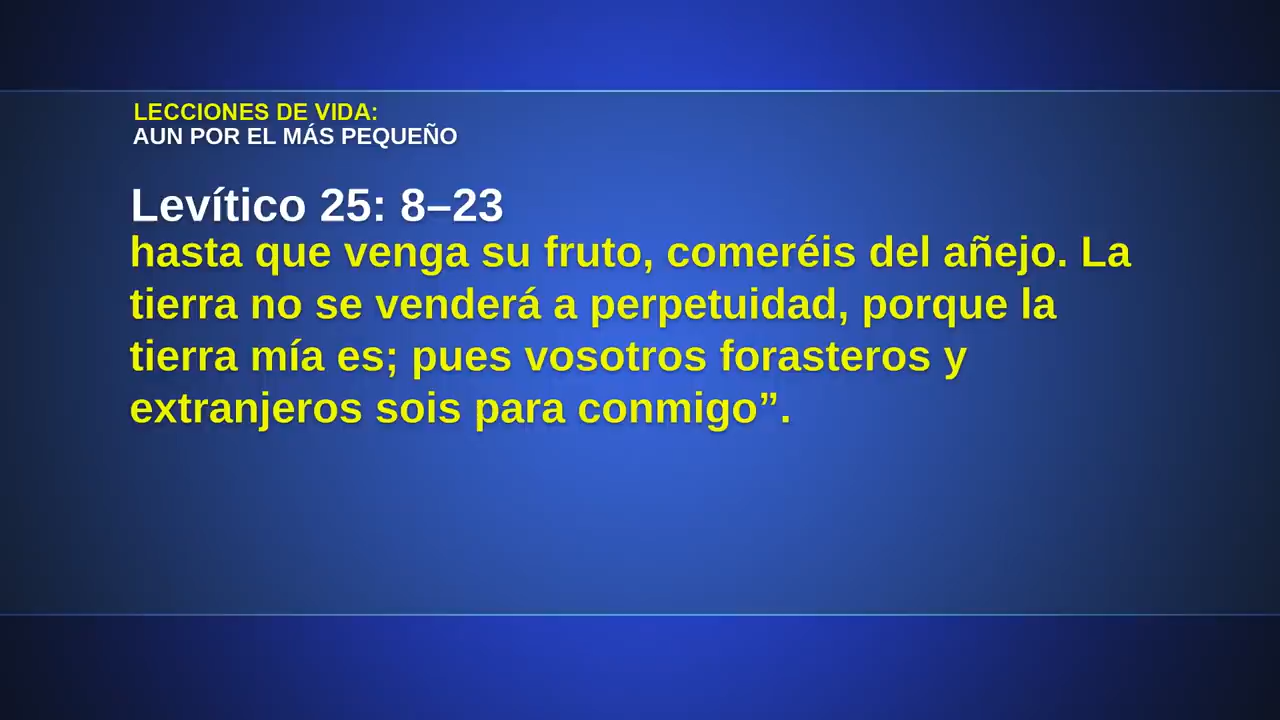 LECCIONES DE VIDA:
AUN POR EL MÁS PEQUEÑO
Levítico 25: 8–23
hasta que venga su fruto, comeréis del añejo. La
tierra no se venderá a perpetuidad, porque la
tierra mía es; pues vosotros forasteros y
extranjeros sois para conmigo”.